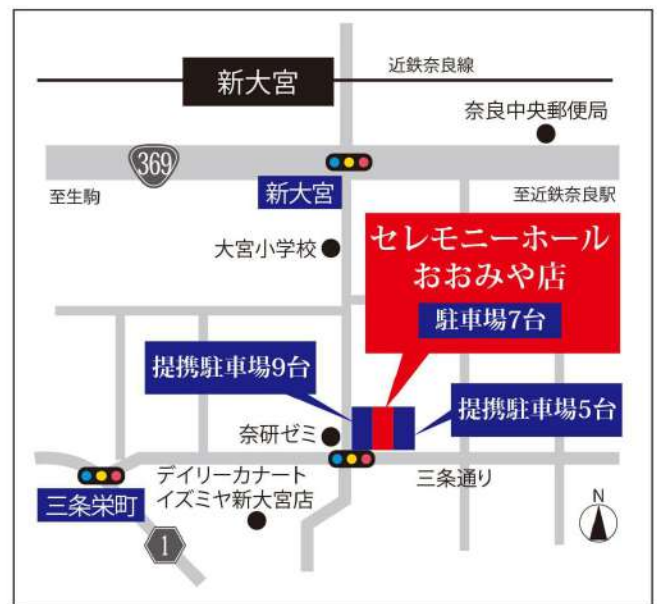 新大宮
近鉄奈良線
奈良中央郵便局
369
至生駒
新大宮
至近鉄奈良駅
大宮小学校
セレモニーホール
おおみや店
駐車場7台
提携駐車場9台
提携駐車場5台
奈研ゼミ
三条通り
デイリーカナート
イズミヤ新大宮店
三条栄町
1
N